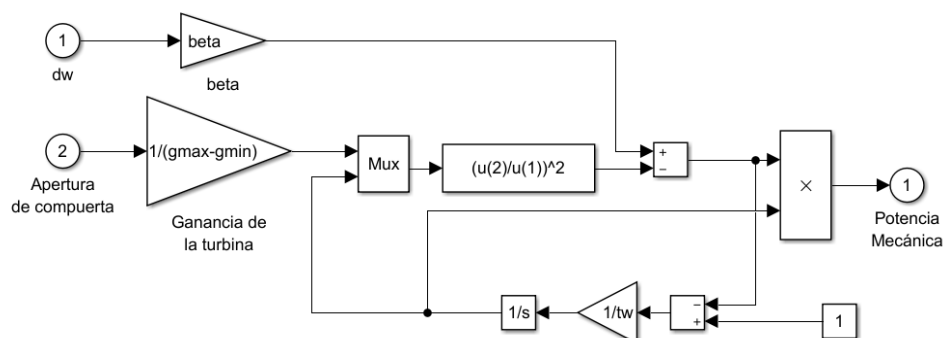 1
dw
beta
beta
2
Apertura
de compuerta
1/(gmax-gmin)
Ganancia de
la turbina
Mux
(u(2)/u(1))^2
+
−
×
1
Potencia
Mecánica
1/s
1/tw
−
+
1